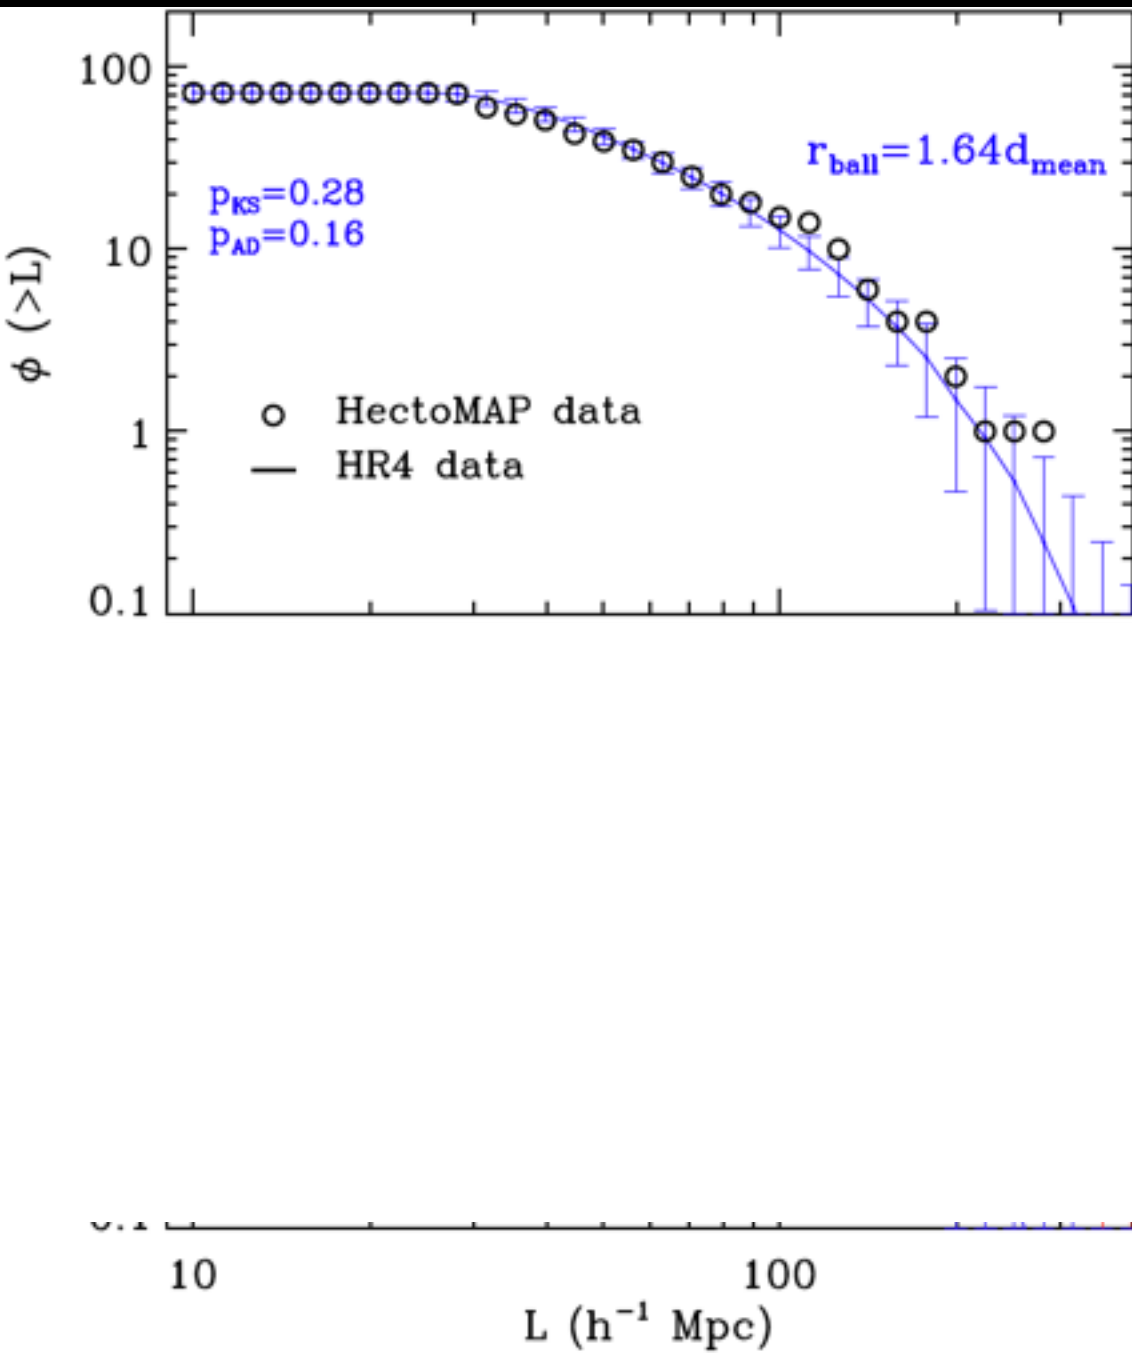 100
r_ball=1.64d_mean
p_KS=0.28
p_AD=0.16
10
ϕ (>L)
HectoMAP data
1
HR4 data
0.1
10 100
L (h⁻¹ Mpc)